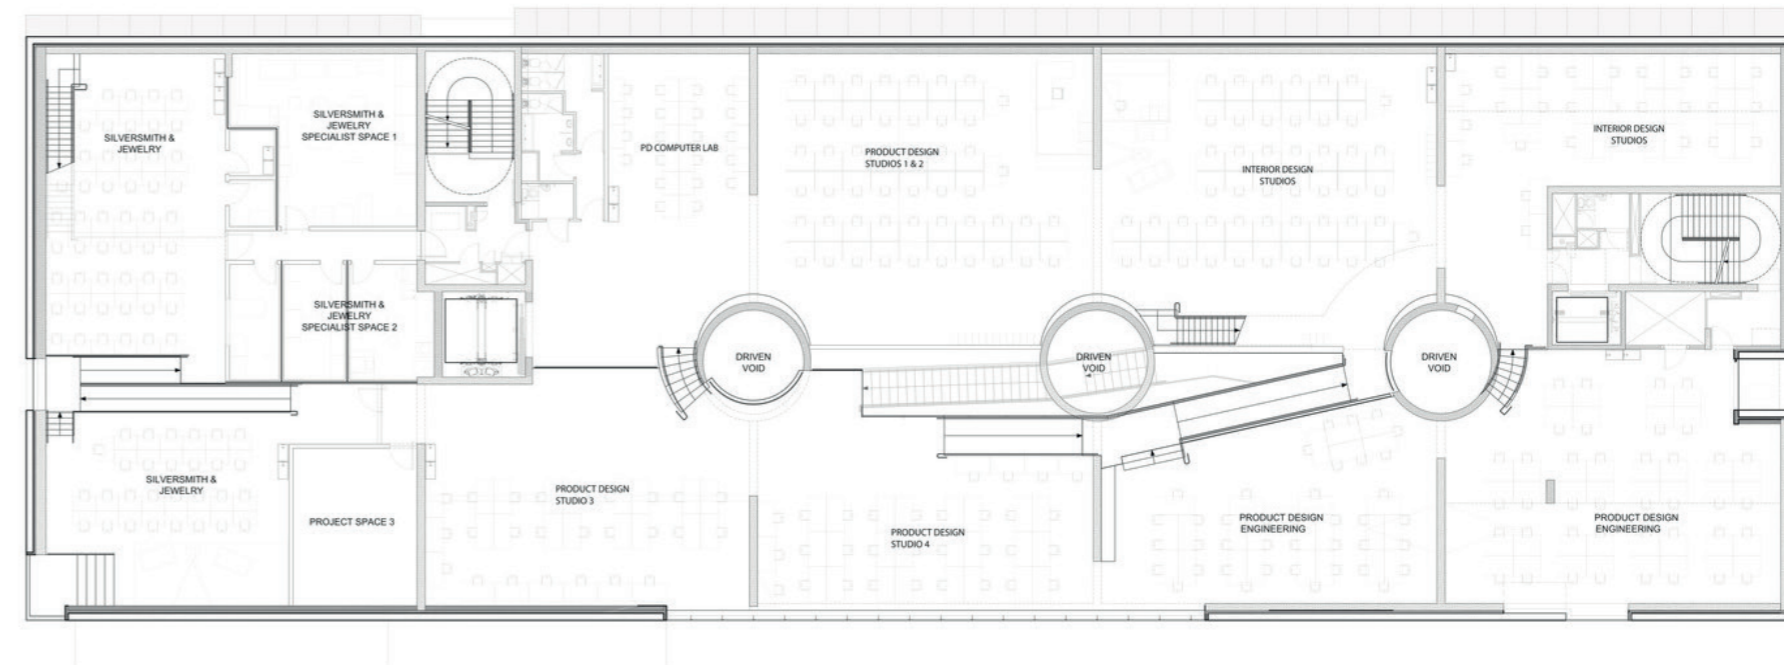 SILVERSMITH &
JEWELRY
SILVERSMITH &
JEWELRY
SPECIALIST SPACE 1
PD COMPUTER LAB
PRODUCT DESIGN
STUDIOS 1 & 2
INTERIOR DESIGN
STUDIOS
INTERIOR DESIGN
STUDIOS
SILVERSMITH &
JEWELRY
SPECIALIST SPACE 2
DRIVEN
VOID
DRIVEN
VOID
DRIVEN
VOID
SILVERSMITH &
JEWELRY
PROJECT SPACE 3
PRODUCT DESIGN
STUDIO 3
PRODUCT DESIGN
STUDIO 4
PRODUCT DESIGN
ENGINEERING
PRODUCT DESIGN
ENGINEERING